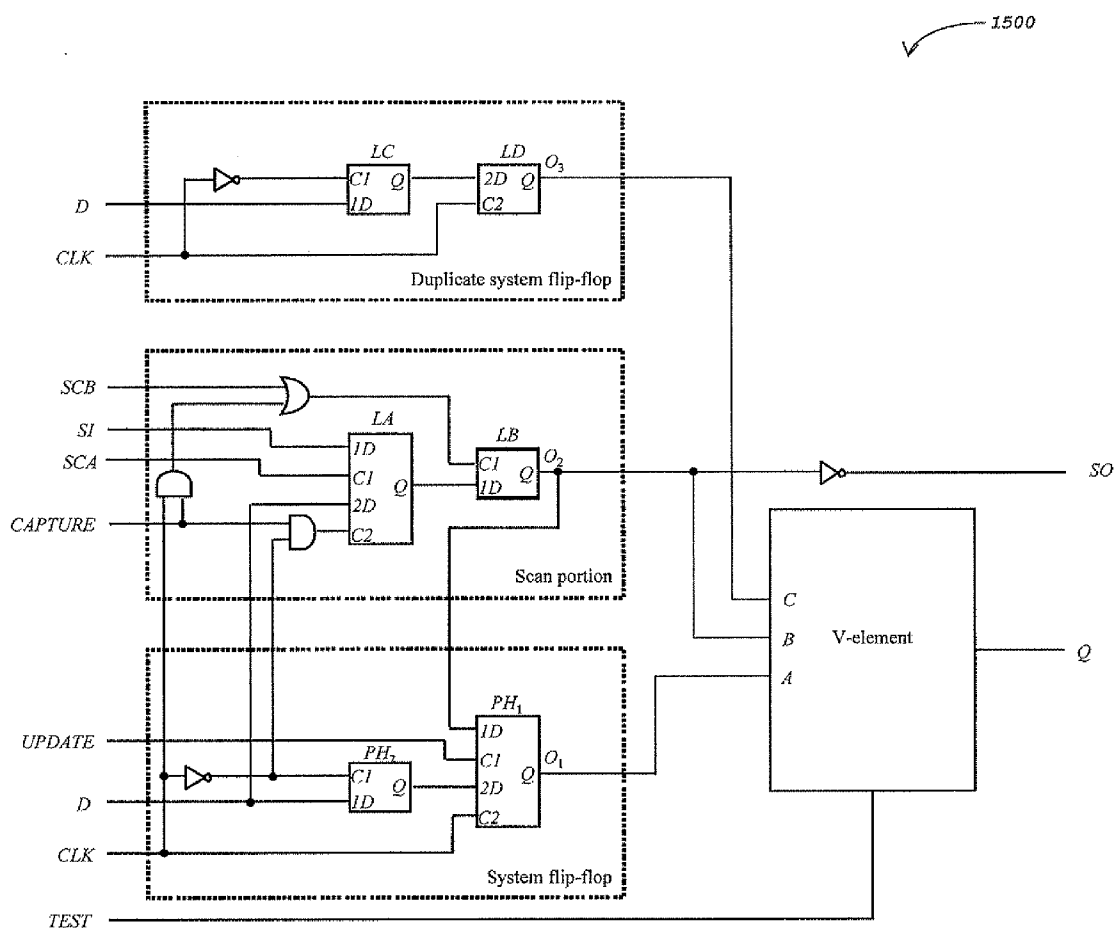 1500
LC
LD
O3
C1 Q
2D Q
D
1D
C2
CLK
Duplicate system flip-flop
SCB
SI
LA
LB
1D
O2
SCA
C1
C1
Q
SO
Q
1D
2D
CAPTURE
C2
Scan portion
C
V-element
B
Q
A
PH1
1D
UPDATE
PH2
C1
O1
C1
Q
Q
2D
D
1D
C2
CLK
System flip-flop
TEST